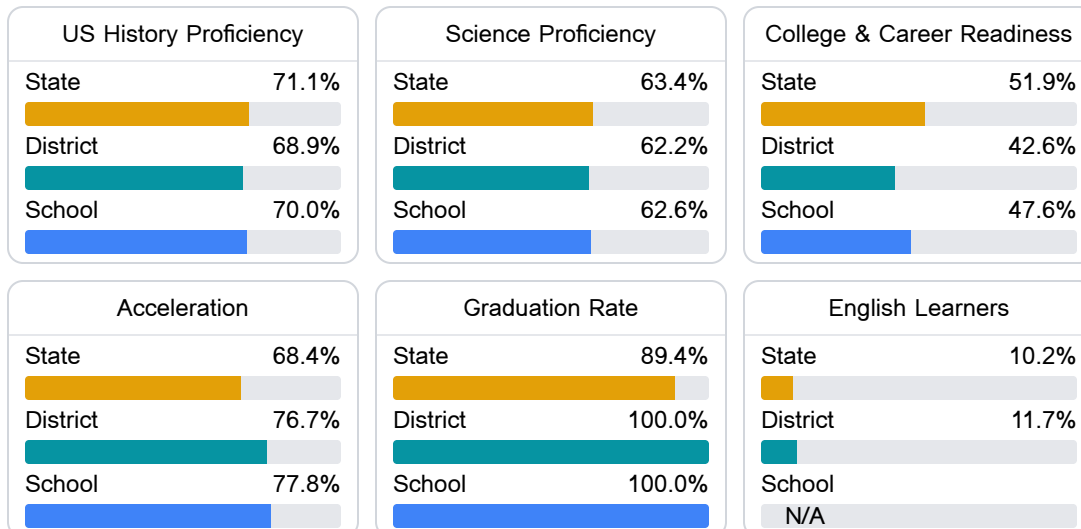 US History Proficiency
State 71.1%
District 68.9%
School 70.0%
Science Proficiency
State 63.4%
District 62.2%
School 62.6%
College & Career Readiness
State 51.9%
District 42.6%
School 47.6%
Acceleration
State 68.4%
District 76.7%
School 77.8%
Graduation Rate
State 89.4%
District 100.0%
School 100.0%
English Learners
State 10.2%
District 11.7%
School
N/A